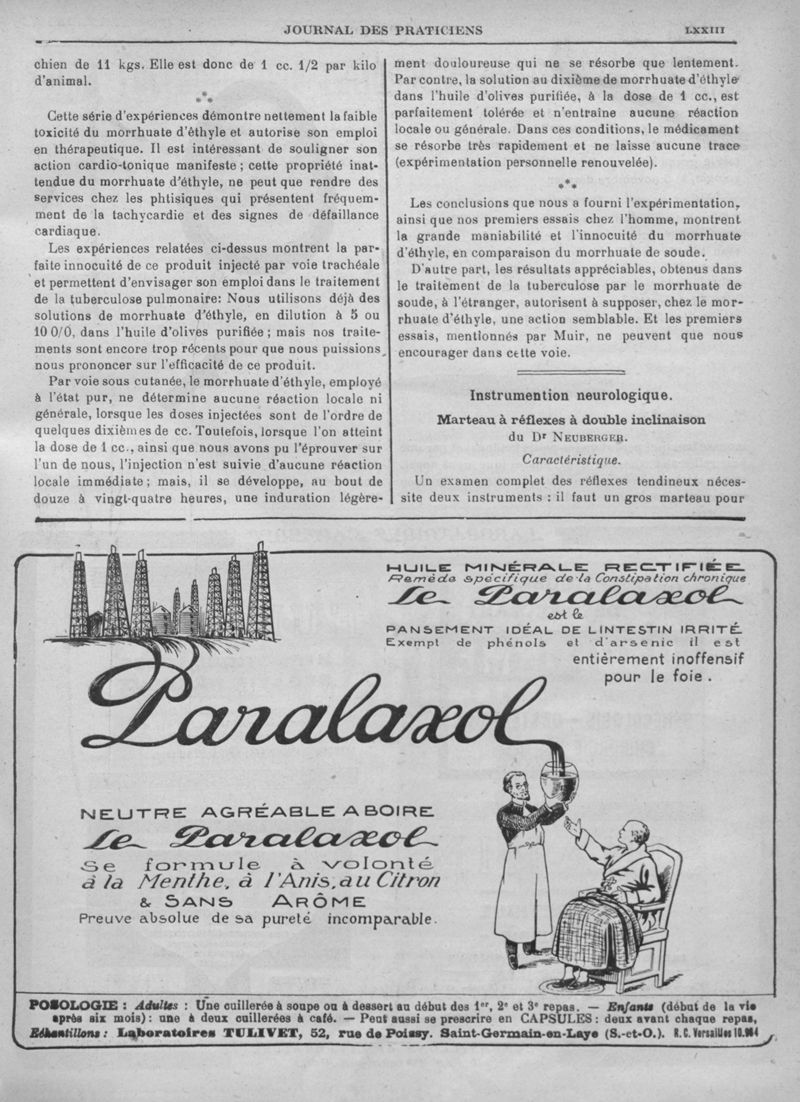 JOURNAL DES PRATICIENS
LXXIII
chien de 11 kgs. Elle est donc de 1 cc. 1/2 par kilo
d'animal.
Cette série d'expériences démontre nettement la faible
toxicité du morrhuate d'éthyle et autorise son emploi
en thérapeutique. Il est intéressant de souligner son
action cardio-tonique manifeste ; cette propriété inat-
tendue du morrhuate d'éthyle, ne peut que rendre des
services chez les phtisiques qui présentent fréquem-
ment de la tachycardie et des signes de défaillance
cardiaque.
Les expériences relatées ci-dessus montrent la par-
faite innocuité de ce produit injecté par voie trachéale
et permettent d'envisager son emploi dans le traitement
de la tuberculose pulmonaire: Nous utilisons déjà des
solutions de morrhuate d'éthyle, en dilution à 5 ou
10 0/0, dans l'huile d'olives purifiée ; mais nos traite-
ments sont encore trop récents pour que nous puissions
nous prononcer sur l'efficacité de ce produit.
Par voie sous cutanée, le morrhuate d'éthyle, employé
à l'état pur, ne détermine aucune réaction locale ni
générale, lorsque les doses injectées sont de l'ordre de
quelques dixièmes de cc. Toutefois, lorsque l'on atteint
la dose de 1 cc., ainsi que nous avons pu l'éprouver sur
l'un de nous, l'injection n'est suivie d'aucune réaction
locale immédiate ; mais, il se développe, au bout de
douze à vingt-quatre heures, une induration légère-
ment douloureuse qui ne se résorbe que lentement.
Par contre, la solution au dixième de morrhuate d'éthyle
dans l'huile d'olives purifiée, à la dose de 1 cc., est
parfaitement tolérée et n'entraîne aucune réaction
locale ou générale. Dans ces conditions, le médicament
se résorbe très rapidement et ne laisse aucune trace
(expérimentation personnelle renouvelée).
Les conclusions que nous a fourni l'expérimentation,
ainsi que nos premiers essais chez l'homme, montrent
la grande maniabilité et l'innocuité du morrhuate
d'éthyle, en comparaison du morrhuate de soude.
D'autre part, les résultats appréciables, obtenus dans
le traitement de la tuberculose par le morrhuate de
soude, à l'étranger, autorisent à supposer, chez le mor-
rhuate d'éthyle, une action semblable. Et les premiers
essais, mentionnés par Muir, ne peuvent que nous
encourager dans cette voie.
Instrumention neurologique.
Marteau à réflexes à double inclinaison
du Dr NEUBERGER.
Caractéristique.
Un examen complet des réflexes tendineux néces-
site deux instruments : il faut un gros marteau pour
HUILE MINÉRALE RECTIFIÉE
Remède spécifique de la Constipation chronique
Le Paralaxol
est le
PANSEMENT IDÉAL DE LINTESTIN IRRITÉ
Exempt de phénols et d'arsenic il est
entièrement inoffensif
pour le foie.
Paralaxol
NEUTRE AGRÉABLE A BOIRE
Le Paralaxol
Se formule à volonté
à la Menthe, à l'Anis, au Citron
& SANS ARÔME
Preuve absolue de sa pureté incomparable.
POSOLOGIE : Adultes : Une cuillerée à soupe ou à dessert au début des 1er, 2e et 3e repas. — Enfants (début de la vie
après six mois) : une à deux cuillerées à café. — Peut aussi se prescrire en CAPSULES : deux avant chaque repas,
Echantillons : Laboratoires TULIVET, 52, rue de Poissy. Saint-Germain-en-Laye (S.-et-O.). R.C. Versailles 10.984